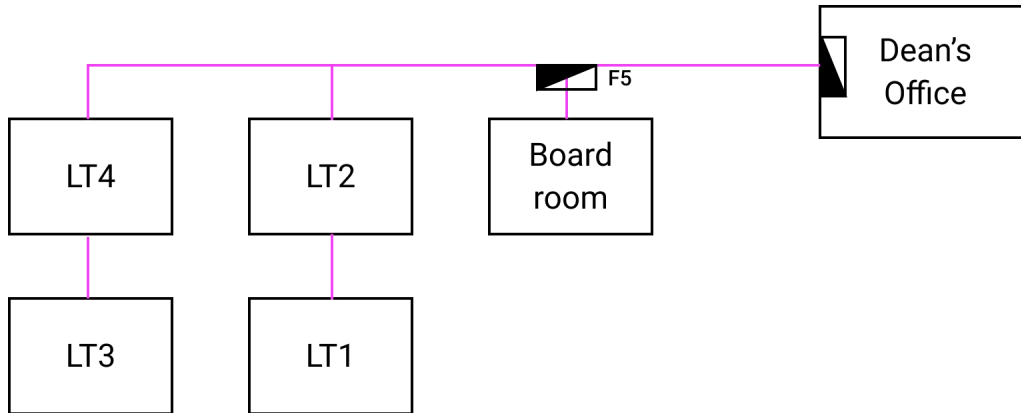 Dean's
Office
F5
LT4
LT2
Board
room
LT3
LT1